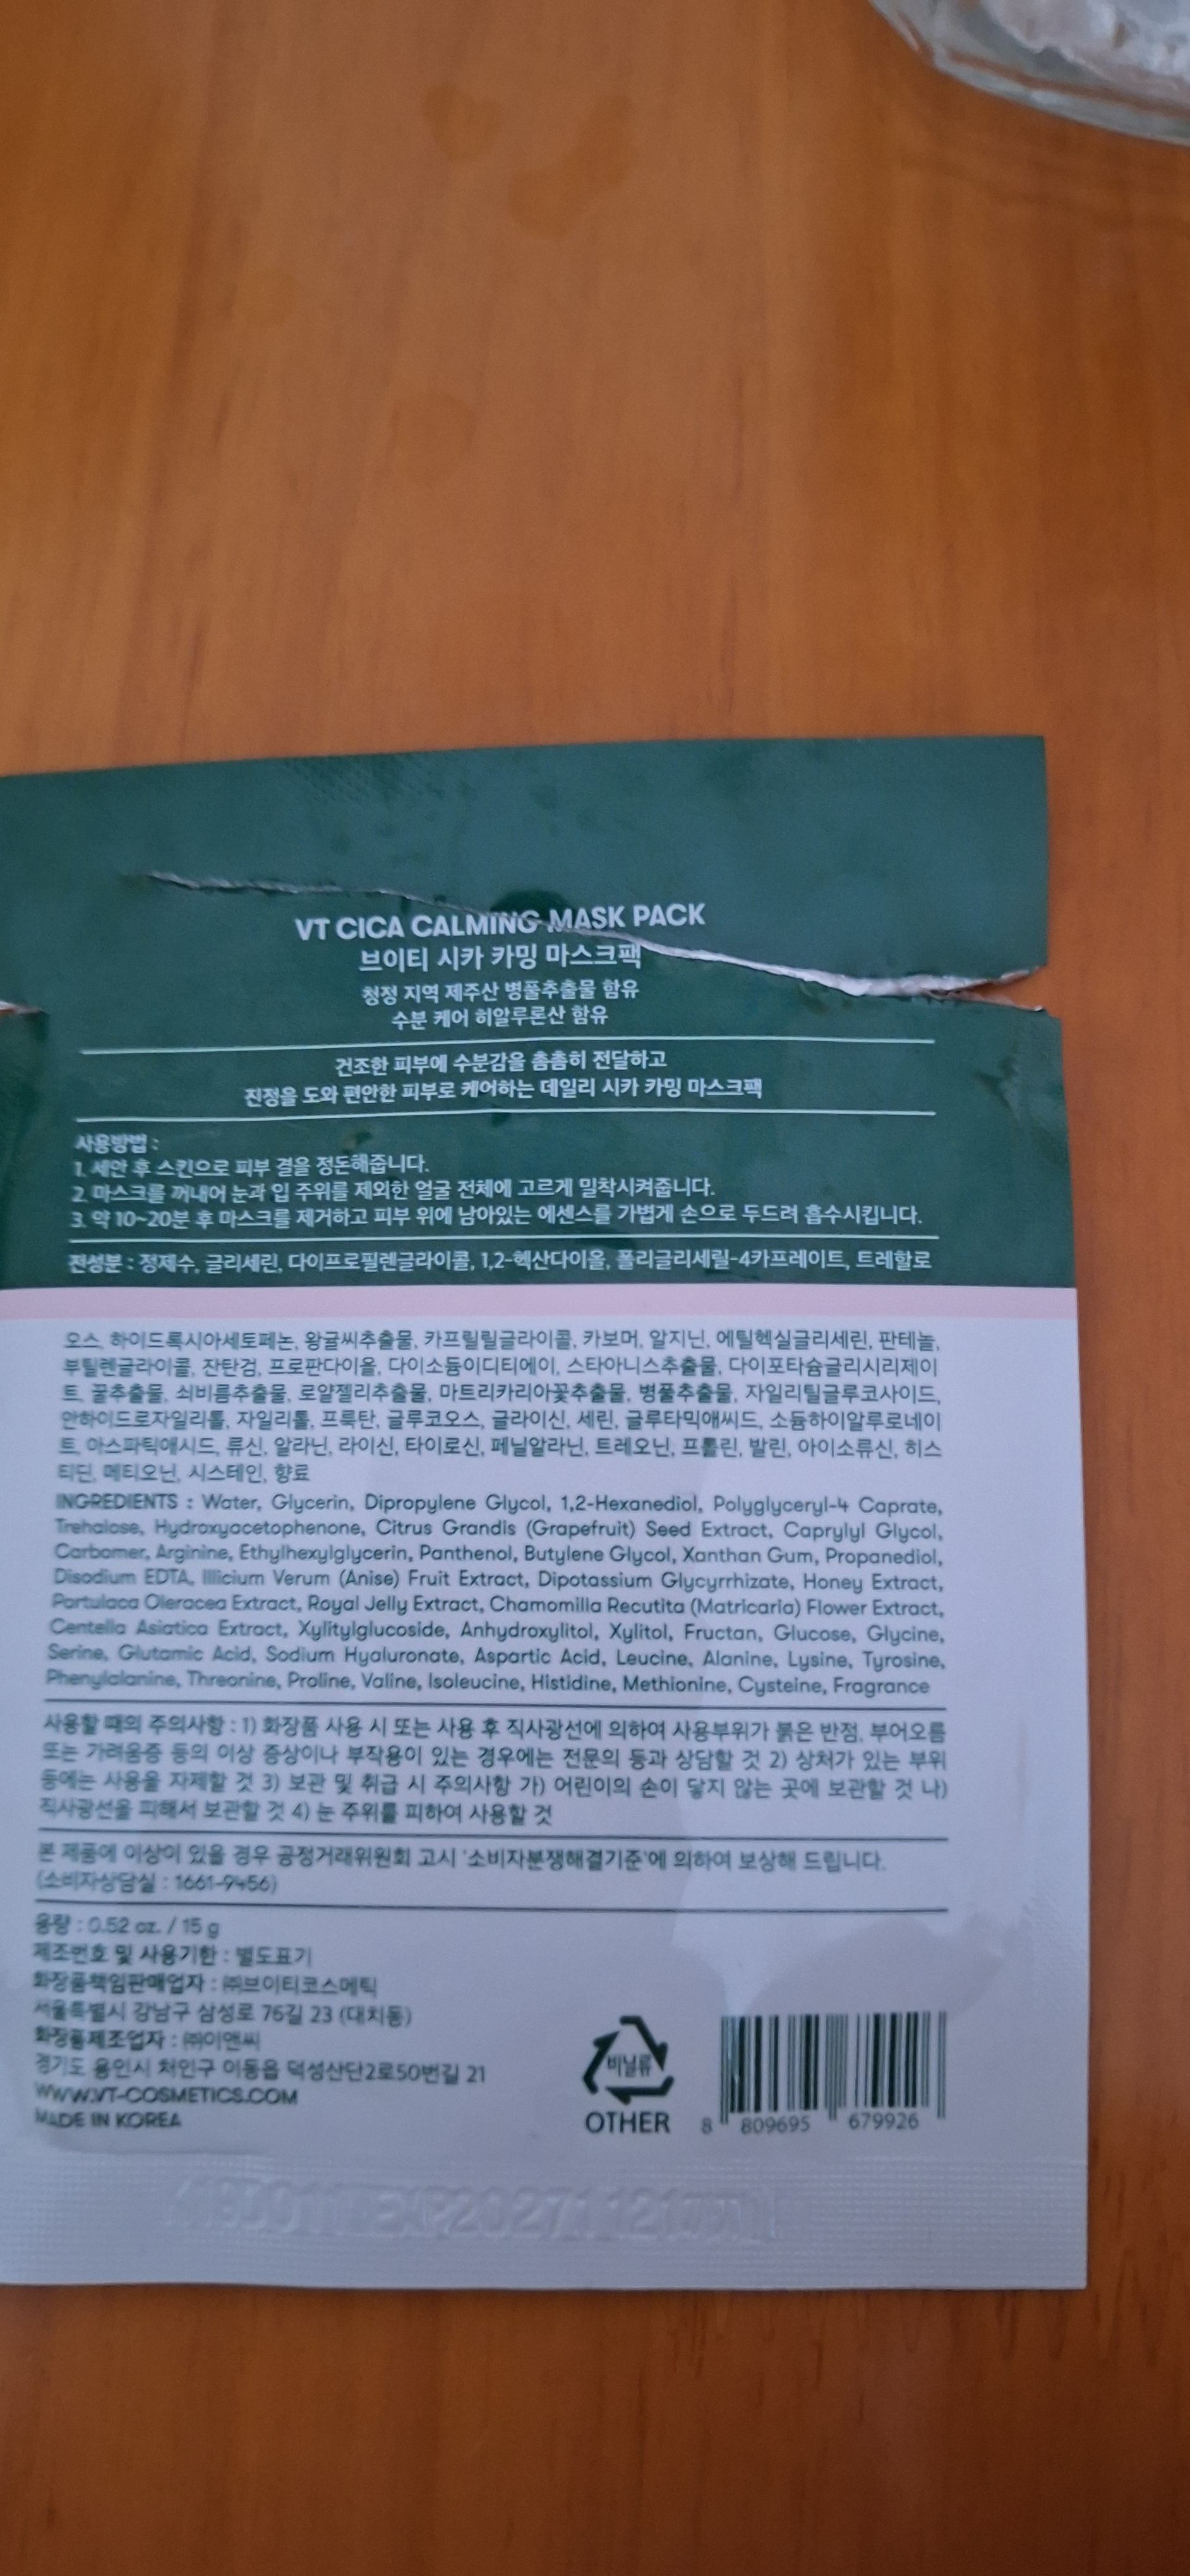 VT CICA CALMING MASK PACK
브이티 시카 카밍 마스크팩
청정 지역 제주산 병풀추출물 함유
수분 케어 히알루론산 함유
건조한 피부에 수분감을 촘촘히 전달하고
진정을 도와 편안한 피부로 케어하는 데일리 시카 카밍 마스크팩
사용방법 :
1. 세안 후 스킨으로 피부 결을 정돈해줍니다.
2. 마스크를 꺼내어 눈과 입 주위를 제외한 얼굴 전체에 고르게 밀착시켜줍니다.
3. 약 10~20분 후 마스크를 제거하고 피부 위에 남아있는 에센스를 가볍게 손으로 두드려 흡수시킵니다.
전성분 : 정제수, 글리세린, 다이프로필렌글라이콜, 1,2-헥산다이올, 폴리글리세릴-4카프레이트, 트레할로
오스, 하이드록시아세토페논, 왕귤씨추출물, 카프릴릴글라이콜, 카보머, 알지닌, 에틸헥실글리세린, 판테놀,
부틸렌글라이콜, 잔탄검, 프로판다이올, 다이소듐이디티에이, 스타아니스추출물, 다이포타슘글리시리제이
트, 꿀추출물, 쇠비름추출물, 로얄젤리추출물, 마트리카리아꽃추출물, 병풀추출물, 자일리틸글루코사이드,
안하이드로자일리톨, 자일리톨, 프룩탄, 글루코오스, 글라이신, 세린, 글루타믹애씨드, 소듐하이알루로네이
트, 아스파틱애시드, 류신, 알라닌, 라이신, 타이로신, 페닐알라닌, 트레오닌, 프롤린, 발린, 아이소류신, 히스
티딘, 메티오닌, 시스테인, 향료
INGREDIENTS : Water, Glycerin, Dipropylene Glycol, 1,2-Hexanediol, Polyglyceryl-4 Caprate,
Trehalose, Hydroxyacetophenone, Citrus Grandis (Grapefruit) Seed Extract, Caprylyl Glycol,
Carbomer, Arginine, Ethylhexylglycerin, Panthenol, Butylene Glycol, Xanthan Gum, Propanediol,
Disodium EDTA, Illicium Verum (Anise) Fruit Extract, Dipotassium Glycyrrhizate, Honey Extract,
Portulaca Oleracea Extract, Royal Jelly Extract, Chamomilla Recutita (Matricaria) Flower Extract,
Centella Asiatica Extract, Xylitylglucoside, Anhydroxylitol, Xylitol, Fructan, Glucose, Glycine,
Serine, Glutamic Acid, Sodium Hyaluronate, Aspartic Acid, Leucine, Alanine, Lysine, Tyrosine,
Phenylalanine, Threonine, Proline, Valine, Isoleucine, Histidine, Methionine, Cysteine, Fragrance
사용할 때의 주의사항 : 1) 화장품 사용 시 또는 사용 후 직사광선에 의하여 사용부위가 붉은 반점, 부어오름
또는 가려움증 등의 이상 증상이나 부작용이 있는 경우에는 전문의 등과 상담할 것 2) 상처가 있는 부위
등에는 사용을 자제할 것 3) 보관 및 취급 시 주의사항 가) 어린이의 손이 닿지 않는 곳에 보관할 것 나)
직사광선을 피해서 보관할 것 4) 눈 주위를 피하여 사용할 것
본 제품에 이상이 있을 경우 공정거래위원회 고시 '소비자분쟁해결기준'에 의하여 보상해 드립니다.
(소비자상담실 : 1661-9456)
용량 : 0.52 oz. / 15 g
제조번호 및 사용기한 : 별도표기
화장품책임판매업자 : ㈜브이티코스메틱
서울특별시 강남구 삼성로 76길 23 (대치동)
화장품제조업자 : ㈜이앤씨
경기도 용인시 처인구 이동읍 덕성산단2로50번길 21
WWW.VT-COSMETICS.COM
MADE IN KOREA
비닐류
OTHER
8 809695 679926